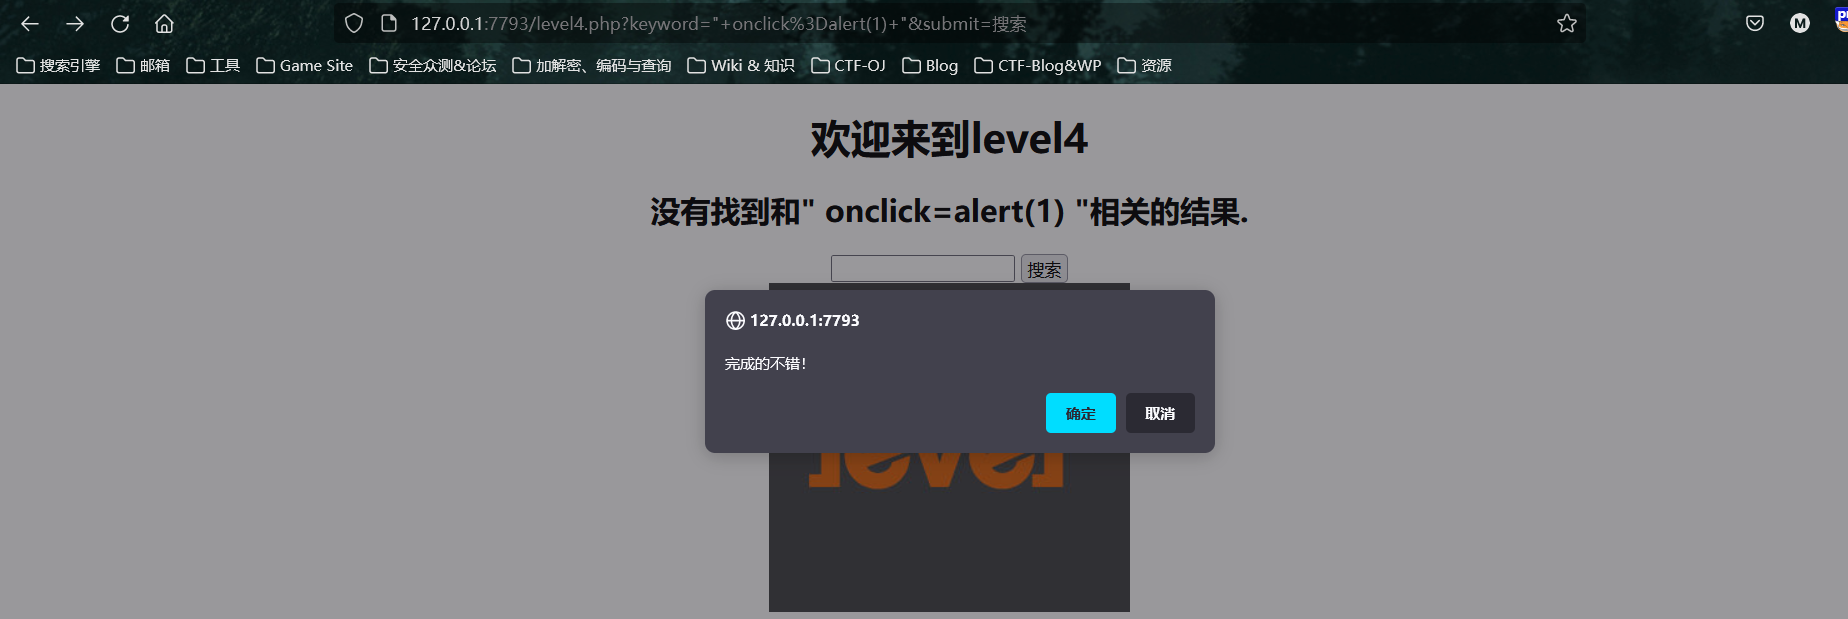 127.0.0.1:7793/level4.php?keyword="+onclick%3Dalert(1)+"&submit=搜索
M
搜索引擎 邮箱 工具 Game Site 安全众测&论坛 加解密、编码与查询 Wiki & 知识 CTF-OJ Blog CTF-Blog&WP 资源
欢迎来到level4
没有找到和" onclick=alert(1) "相关的结果.
搜索
127.0.0.1:7793
完成的不错!
确定 取消
level